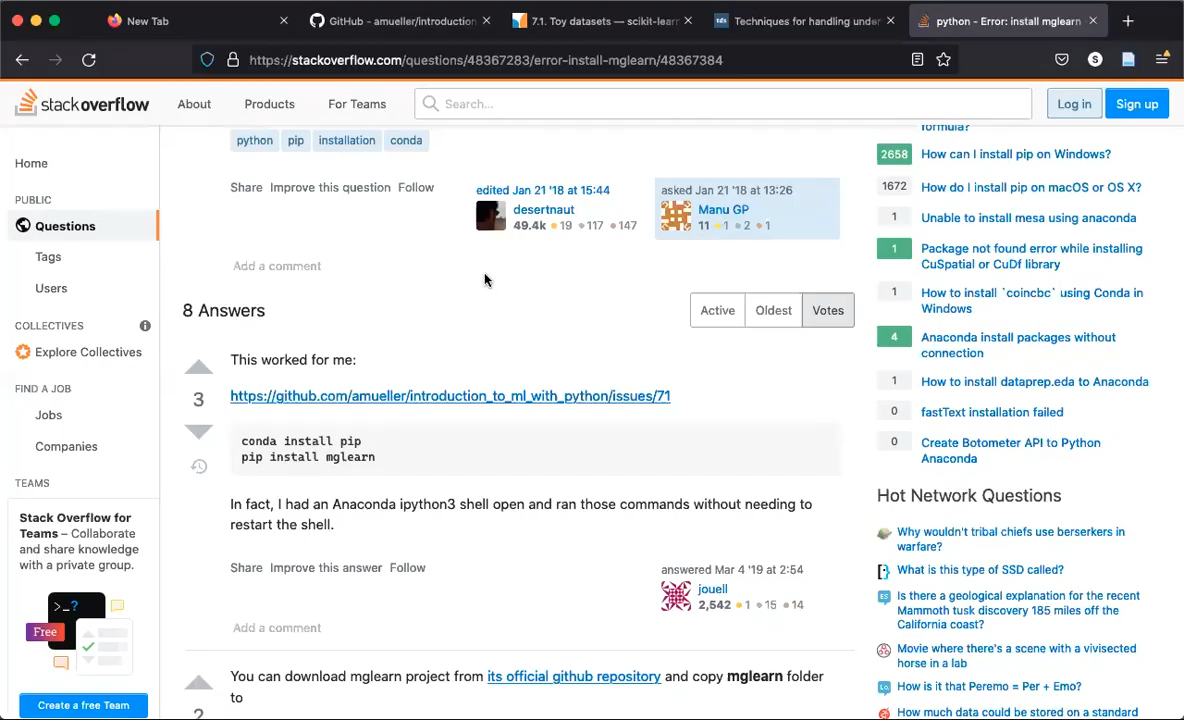 New Tab
GitHub - amueller/introduction
7.1. Toy datasets — scikit-learn
Techniques for handling under
python - Error: install mglearn
https://stackoverflow.com/questions/48367283/error-install-mglearn/48367384
stackoverflow
About
Products
For Teams
Search...
Log in
Sign up
Home
PUBLIC
Questions
Tags
Users
COLLECTIVES
Explore Collectives
FIND A JOB
Jobs
Companies
TEAMS
Stack Overflow for
Teams – Collaborate
and share knowledge
with a private group.
>_?
Free
Create a free Team
python pip installation conda
Share Improve this question Follow
edited Jan 21 '18 at 15:44
desertnaut
49.4k 19 117 147
asked Jan 21 '18 at 13:26
Manu GP
11 1 2 1
Add a comment
8 Answers
Active Oldest Votes
3
This worked for me:
https://github.com/amueller/introduction_to_ml_with_python/issues/71
conda install pip
pip install mglearn
In fact, I had an Anaconda ipython3 shell open and ran those commands without needing to
restart the shell.
Share Improve this answer Follow
answered Mar 4 '19 at 2:54
jouell
2,542 1 15 14
Add a comment
2
You can download mglearn project from its official github repository and copy mglearn folder
to
formula?
2658 How can I install pip on Windows?
1672 How do I install pip on macOS or OS X?
1 Unable to install mesa using anaconda
1 Package not found error while installing
CuSpatial or CuDf library
1 How to install `coincbc` using Conda in
Windows
4 Anaconda install packages without
connection
1 How to install dataprep.eda to Anaconda
0 fastText installation failed
0 Create Botometer API to Python
Anaconda
Hot Network Questions
Why wouldn't tribal chiefs use berserkers in
warfare?
What is this type of SSD called?
Is there a geological explanation for the recent
Mammoth tusk discovery 185 miles off the
California coast?
Movie where there's a scene with a vivisected
horse in a lab
How is it that Peremo = Per + Emo?
How much data could be stored on a standard